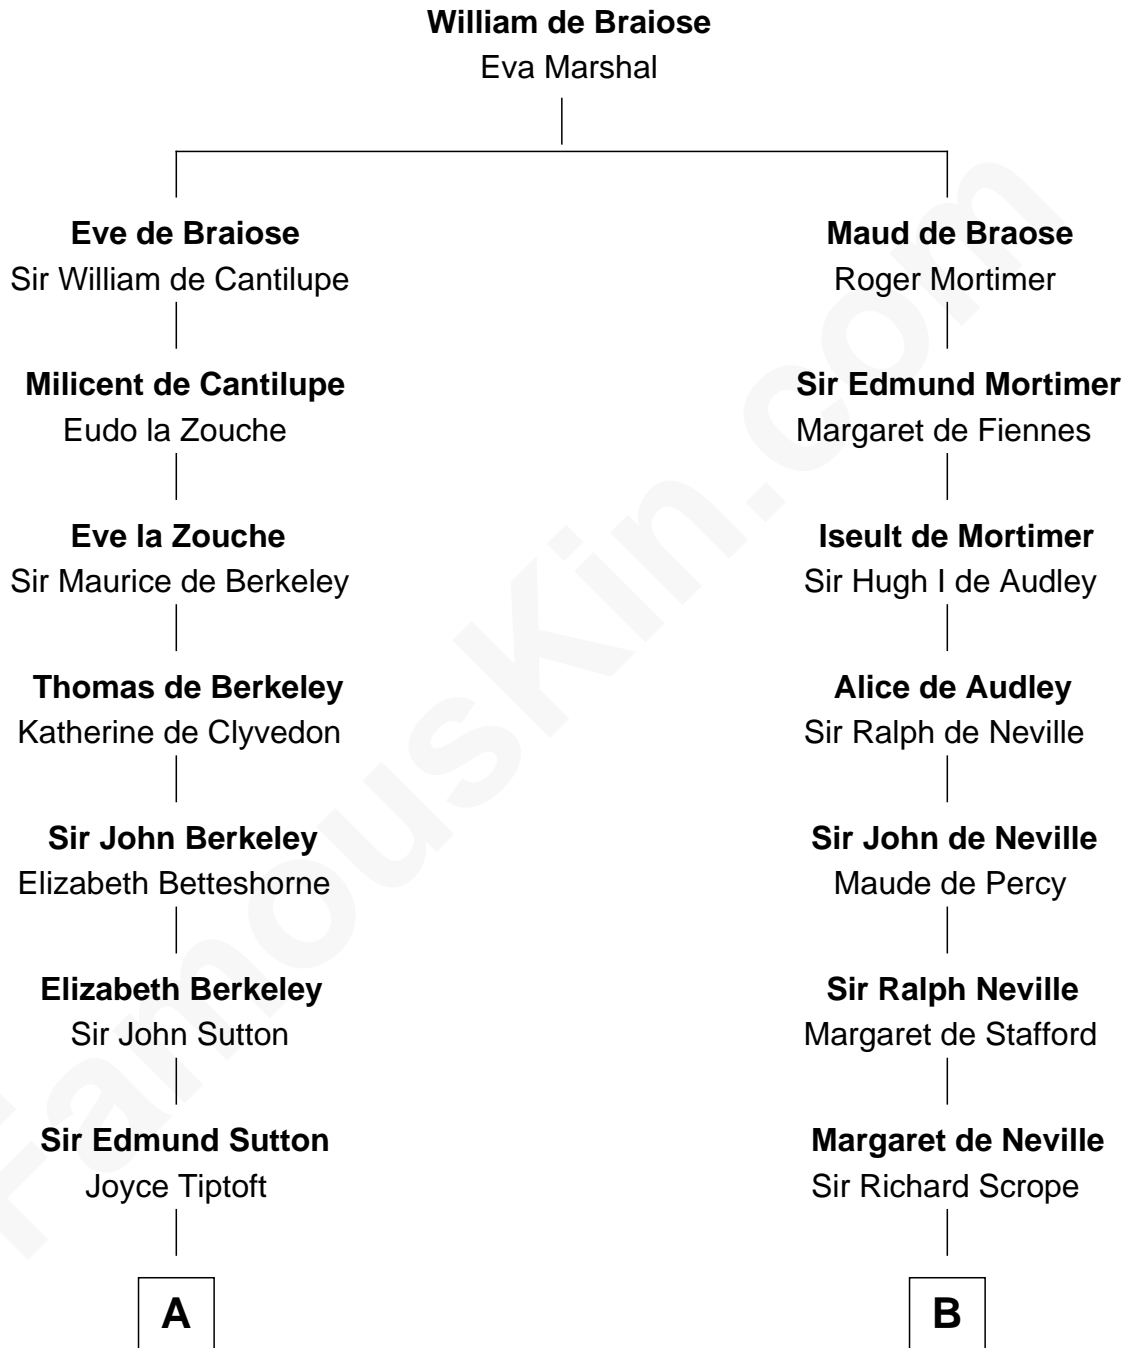 William de Braiose
Eva Marshal
Eve de Braiose
Sir William de Cantilupe
Maud de Braose
Roger Mortimer
Milicent de Cantilupe
Eudo la Zouche
Sir Edmund Mortimer
Margaret de Fiennes
Eve la Zouche
Sir Maurice de Berkeley
Iseult de Mortimer
Sir Hugh I de Audley
Thomas de Berkeley
Katherine de Clyvedon
Alice de Audley
Sir Ralph de Neville
Sir John Berkeley
Elizabeth Betteshorne
Sir John de Neville
Maude de Percy
Elizabeth Berkeley
Sir John Sutton
Sir Ralph Neville
Margaret de Stafford
Sir Edmund Sutton
Joyce Tiptoft
Margaret de Neville
Sir Richard Scrope
A
B
FamousKin.com